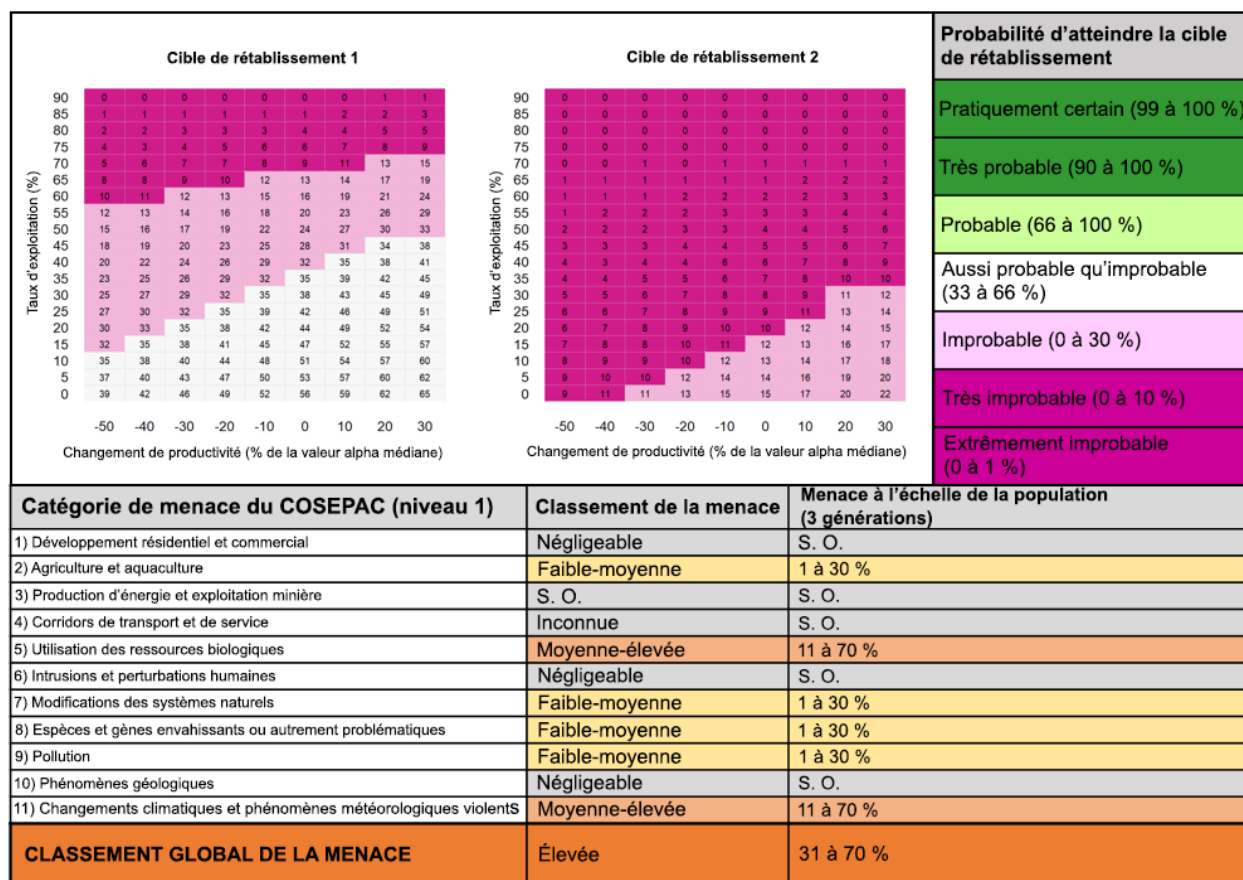 Cible de rétablissement 1
Taux d'exploitation (%)
90 0 0 0 0 0 0 0 1 1
85 1 1 1 1 1 1 2 2 3
80 2 2 3 3 3 4 4 5 5
75 4 3 4 5 6 6 7 8 9
70 5 6 7 7 8 9 11 13 15
65 8 8 9 10 12 13 14 17 19
60 10 11 12 13 15 16 19 21 24
55 12 13 14 16 18 20 23 26 29
50 15 16 17 19 22 24 27 30 33
45 18 19 20 23 25 28 31 34 38
40 20 22 24 26 29 32 35 38 41
35 23 25 26 29 32 35 39 42 45
30 25 27 29 32 35 38 43 45 49
25 27 30 32 35 39 42 46 49 51
20 30 33 35 38 42 44 49 52 54
15 32 35 38 41 45 47 52 55 57
10 35 38 40 44 48 51 54 57 60
5 37 40 43 47 50 53 57 60 62
0 39 42 46 49 52 56 59 62 65
-50 -40 -30 -20 -10 0 10 20 30
Changement de productivité (% de la valeur alpha médiane)
Cible de rétablissement 2
Taux d'exploitation (%)
90 0 0 0 0 0 0 0 0 0
85 0 0 0 0 0 0 0 0 0
80 0 0 0 0 0 0 0 0 0
75 0 0 0 0 0 0 0 0 0
70 0 0 1 0 1 1 1 1 1
65 1 1 1 1 1 1 2 2 2
60 1 1 1 2 2 2 2 3 3
55 1 2 2 2 3 3 3 4 4
50 2 2 2 3 3 4 4 5 6
45 3 3 3 4 4 5 5 6 7
40 4 3 4 4 6 6 7 8 9
35 4 4 5 5 6 7 8 10 10
30 5 5 6 7 8 8 9 11 12
25 6 6 7 8 9 9 11 13 14
20 6 7 8 9 10 10 12 14 15
15 7 8 8 10 11 12 13 16 17
10 8 9 9 10 12 13 14 17 18
5 9 10 10 12 14 14 16 19 20
0 9 11 11 13 15 15 17 20 22
-50 -40 -30 -20 -10 0 10 20 30
Changement de productivité (% de la valeur alpha médiane)
Probabilité d'atteindre la cible
de rétablissement
Pratiquement certain (99 à 100 %)
Très probable (90 à 100 %)
Probable (66 à 100 %)
Aussi probable qu'improbable
(33 à 66 %)
Improbable (0 à 30 %)
Très improbable (0 à 10 %)
Extrêmement improbable
(0 à 1 %)
Catégorie de menace du COSEPAC (niveau 1) Classement de la menace Menace à l'échelle de la population
(3 générations)
1) Développement résidentiel et commercial Négligeable S. O.
2) Agriculture et aquaculture Faible-moyenne 1 à 30 %
3) Production d'énergie et exploitation minière S. O. S. O.
4) Corridors de transport et de service Inconnue S. O.
5) Utilisation des ressources biologiques Moyenne-élevée 11 à 70 %
6) Intrusions et perturbations humaines Négligeable S. O.
7) Modifications des systèmes naturels Faible-moyenne 1 à 30 %
8) Espèces et gènes envahissants ou autrement problématiques Faible-moyenne 1 à 30 %
9) Pollution Faible-moyenne 1 à 30 %
10) Phénomènes géologiques Négligeable S. O.
11) Changements climatiques et phénomènes météorologiques violents Moyenne-élevée 11 à 70 %
CLASSEMENT GLOBAL DE LA MENACE Élevée 31 à 70 %